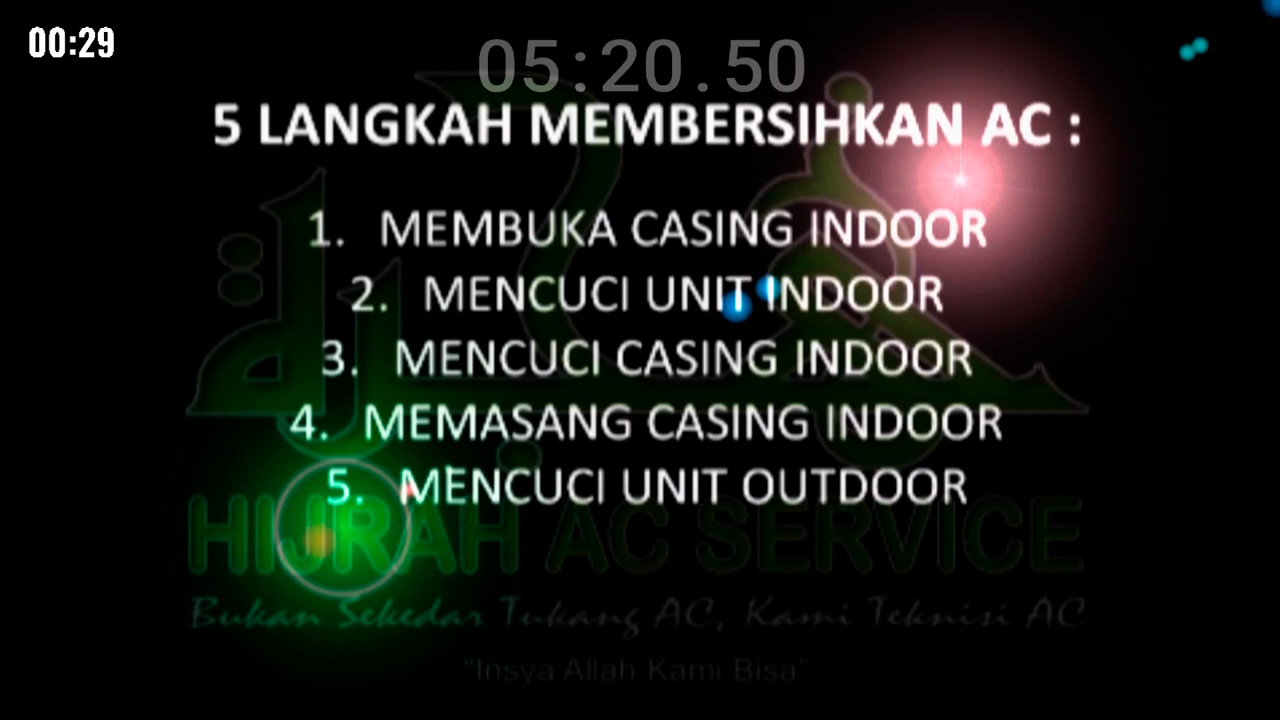 00:29
05:20.50
5 LANGKAH MEMBERSIHKAN AC :
1. MEMBUKA CASING INDOOR
2. MENCUCI UNIT INDOOR
3. MENCUCI CASING INDOOR
4. MEMASANG CASING INDOOR
5. MENCUCI UNIT OUTDOOR
HIJRAH AC SERVICE
Bukan Sekedar Tukang AC, Kami Teknisi AC
"Insya Allah Kami Bisa"